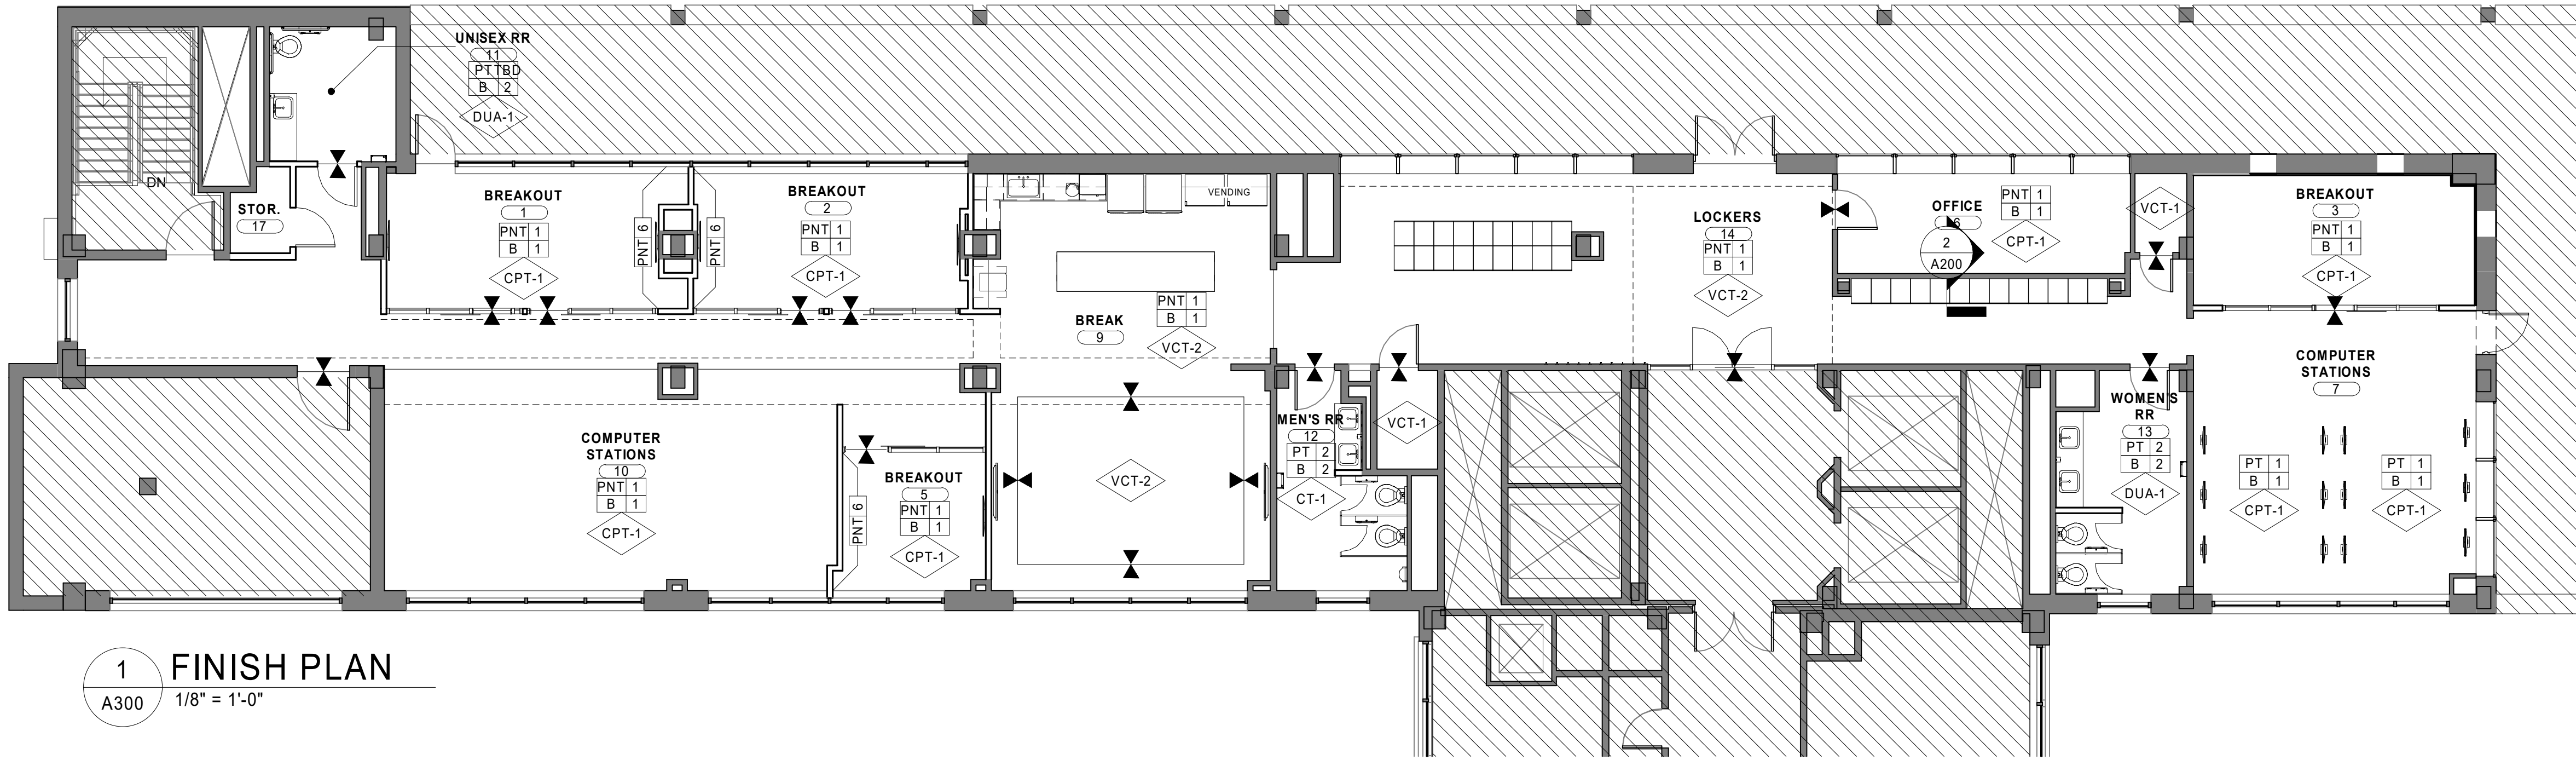 UNISEX RR
11
PTTBD
B 2
DUA-1
DN
STOR.
17
BREAKOUT
1
PNT 1
B 1
CPT-1
PNT 6
PNT 6
BREAKOUT
2
PNT 1
B 1
CPT-1
VENDING
BREAK
9
PNT 1
B 1
VCT-2
LOCKERS
14
PNT 1
B 1
VCT-2
OFFICE
6
PNT 1
B 1
CPT-1
2
A200
VCT-1
BREAKOUT
3
PNT 1
B 1
CPT-1
COMPUTER
STATIONS
7
PT 1
B 1
CPT-1
PT 1
B 1
CPT-1
COMPUTER
STATIONS
10
PNT 1
B 1
CPT-1
PNT 6
BREAKOUT
5
PNT 1
B 1
CPT-1
VCT-2
MEN'S RR
12
PT 2
B 2
CT-1
VCT-1
WOMEN'S
RR
13
PT 2
B 2
DUA-1
1
A300
FINISH PLAN
1/8" = 1'-0"